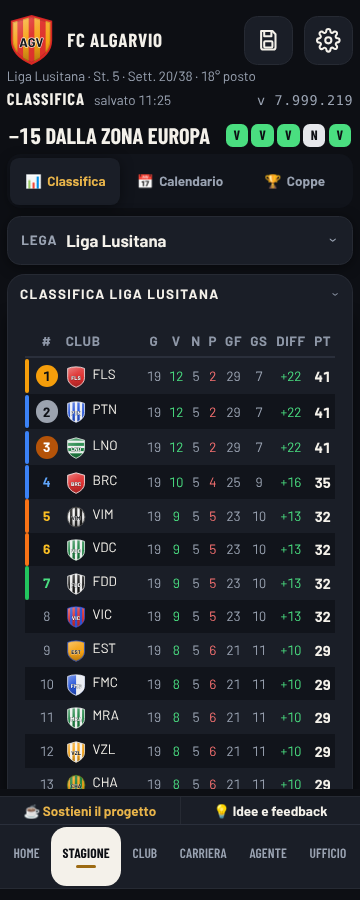 AGV FC ALGARVIO
Liga Lusitana · St. 5 · Sett. 20/38 · 18° posto
CLASSIFICA salvato 11:25 v 7.999.219
–15 DALLA ZONA EUROPA V V V N V
📊 Classifica 📅 Calendario 🏆 Coppe
LEGA Liga Lusitana
CLASSIFICA LIGA LUSITANA
# CLUB G V N P GF GS DIFF PT
1 FLS FLS 19 12 5 2 29 7 +22 41
2 PTN 19 12 5 2 29 7 +22 41
3 LNO LNO 19 12 5 2 29 7 +22 41
4 BRC BRC 19 10 5 4 25 9 +16 35
5 VIM 19 9 5 5 23 10 +13 32
6 VDC 19 9 5 5 23 10 +13 32
7 FDD 19 9 5 5 23 10 +13 32
8 VIC VIC 19 9 5 5 23 10 +13 32
9 EST EST 19 8 5 6 21 11 +10 29
10 FMC 19 8 5 6 21 11 +10 29
11 MRA 19 8 5 6 21 11 +10 29
12 VZL VZL 19 8 5 6 21 11 +10 29
13 CHA 19 8 5 6 21 11 +10 29
☕ Sostieni il progetto 💡 Idee e feedback
HOME STAGIONE CLUB CARRIERA AGENTE UFFICIO